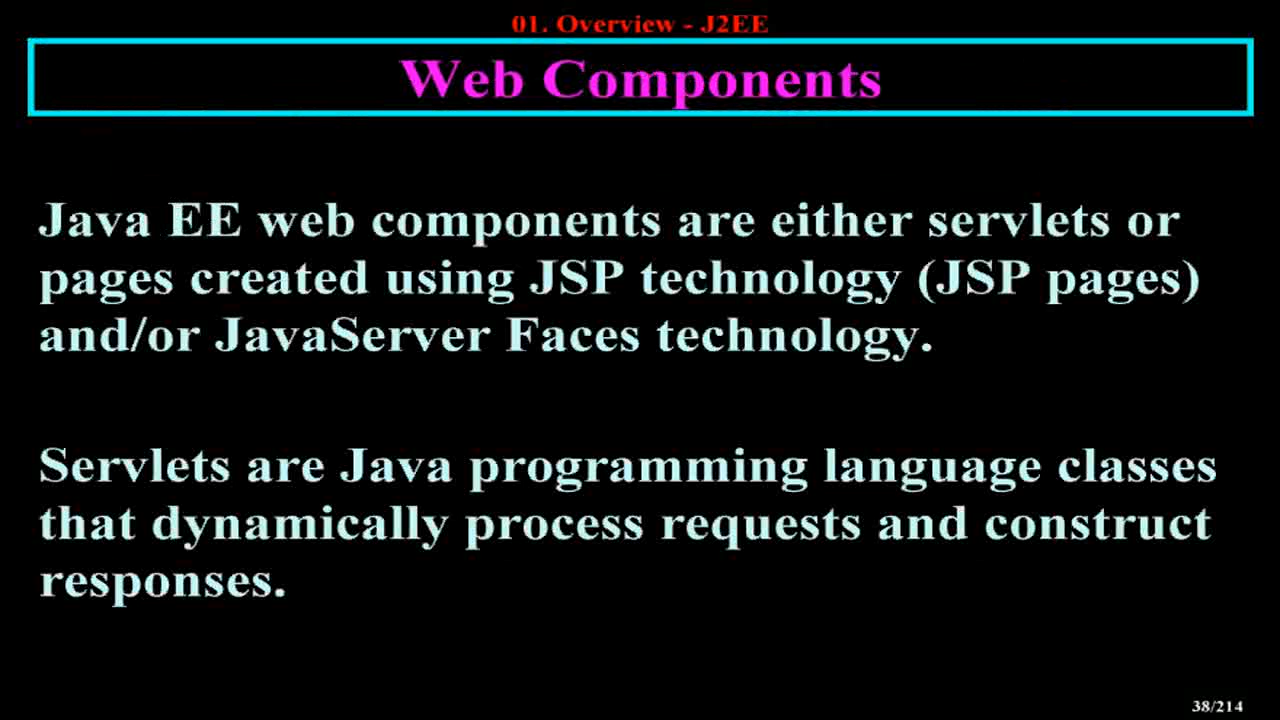 01. Overview - J2EE
Web Components
Java EE web components are either servlets or
pages created using JSP technology (JSP pages)
and/or JavaServer Faces technology.
Servlets are Java programming language classes
that dynamically process requests and construct
responses.
38/214